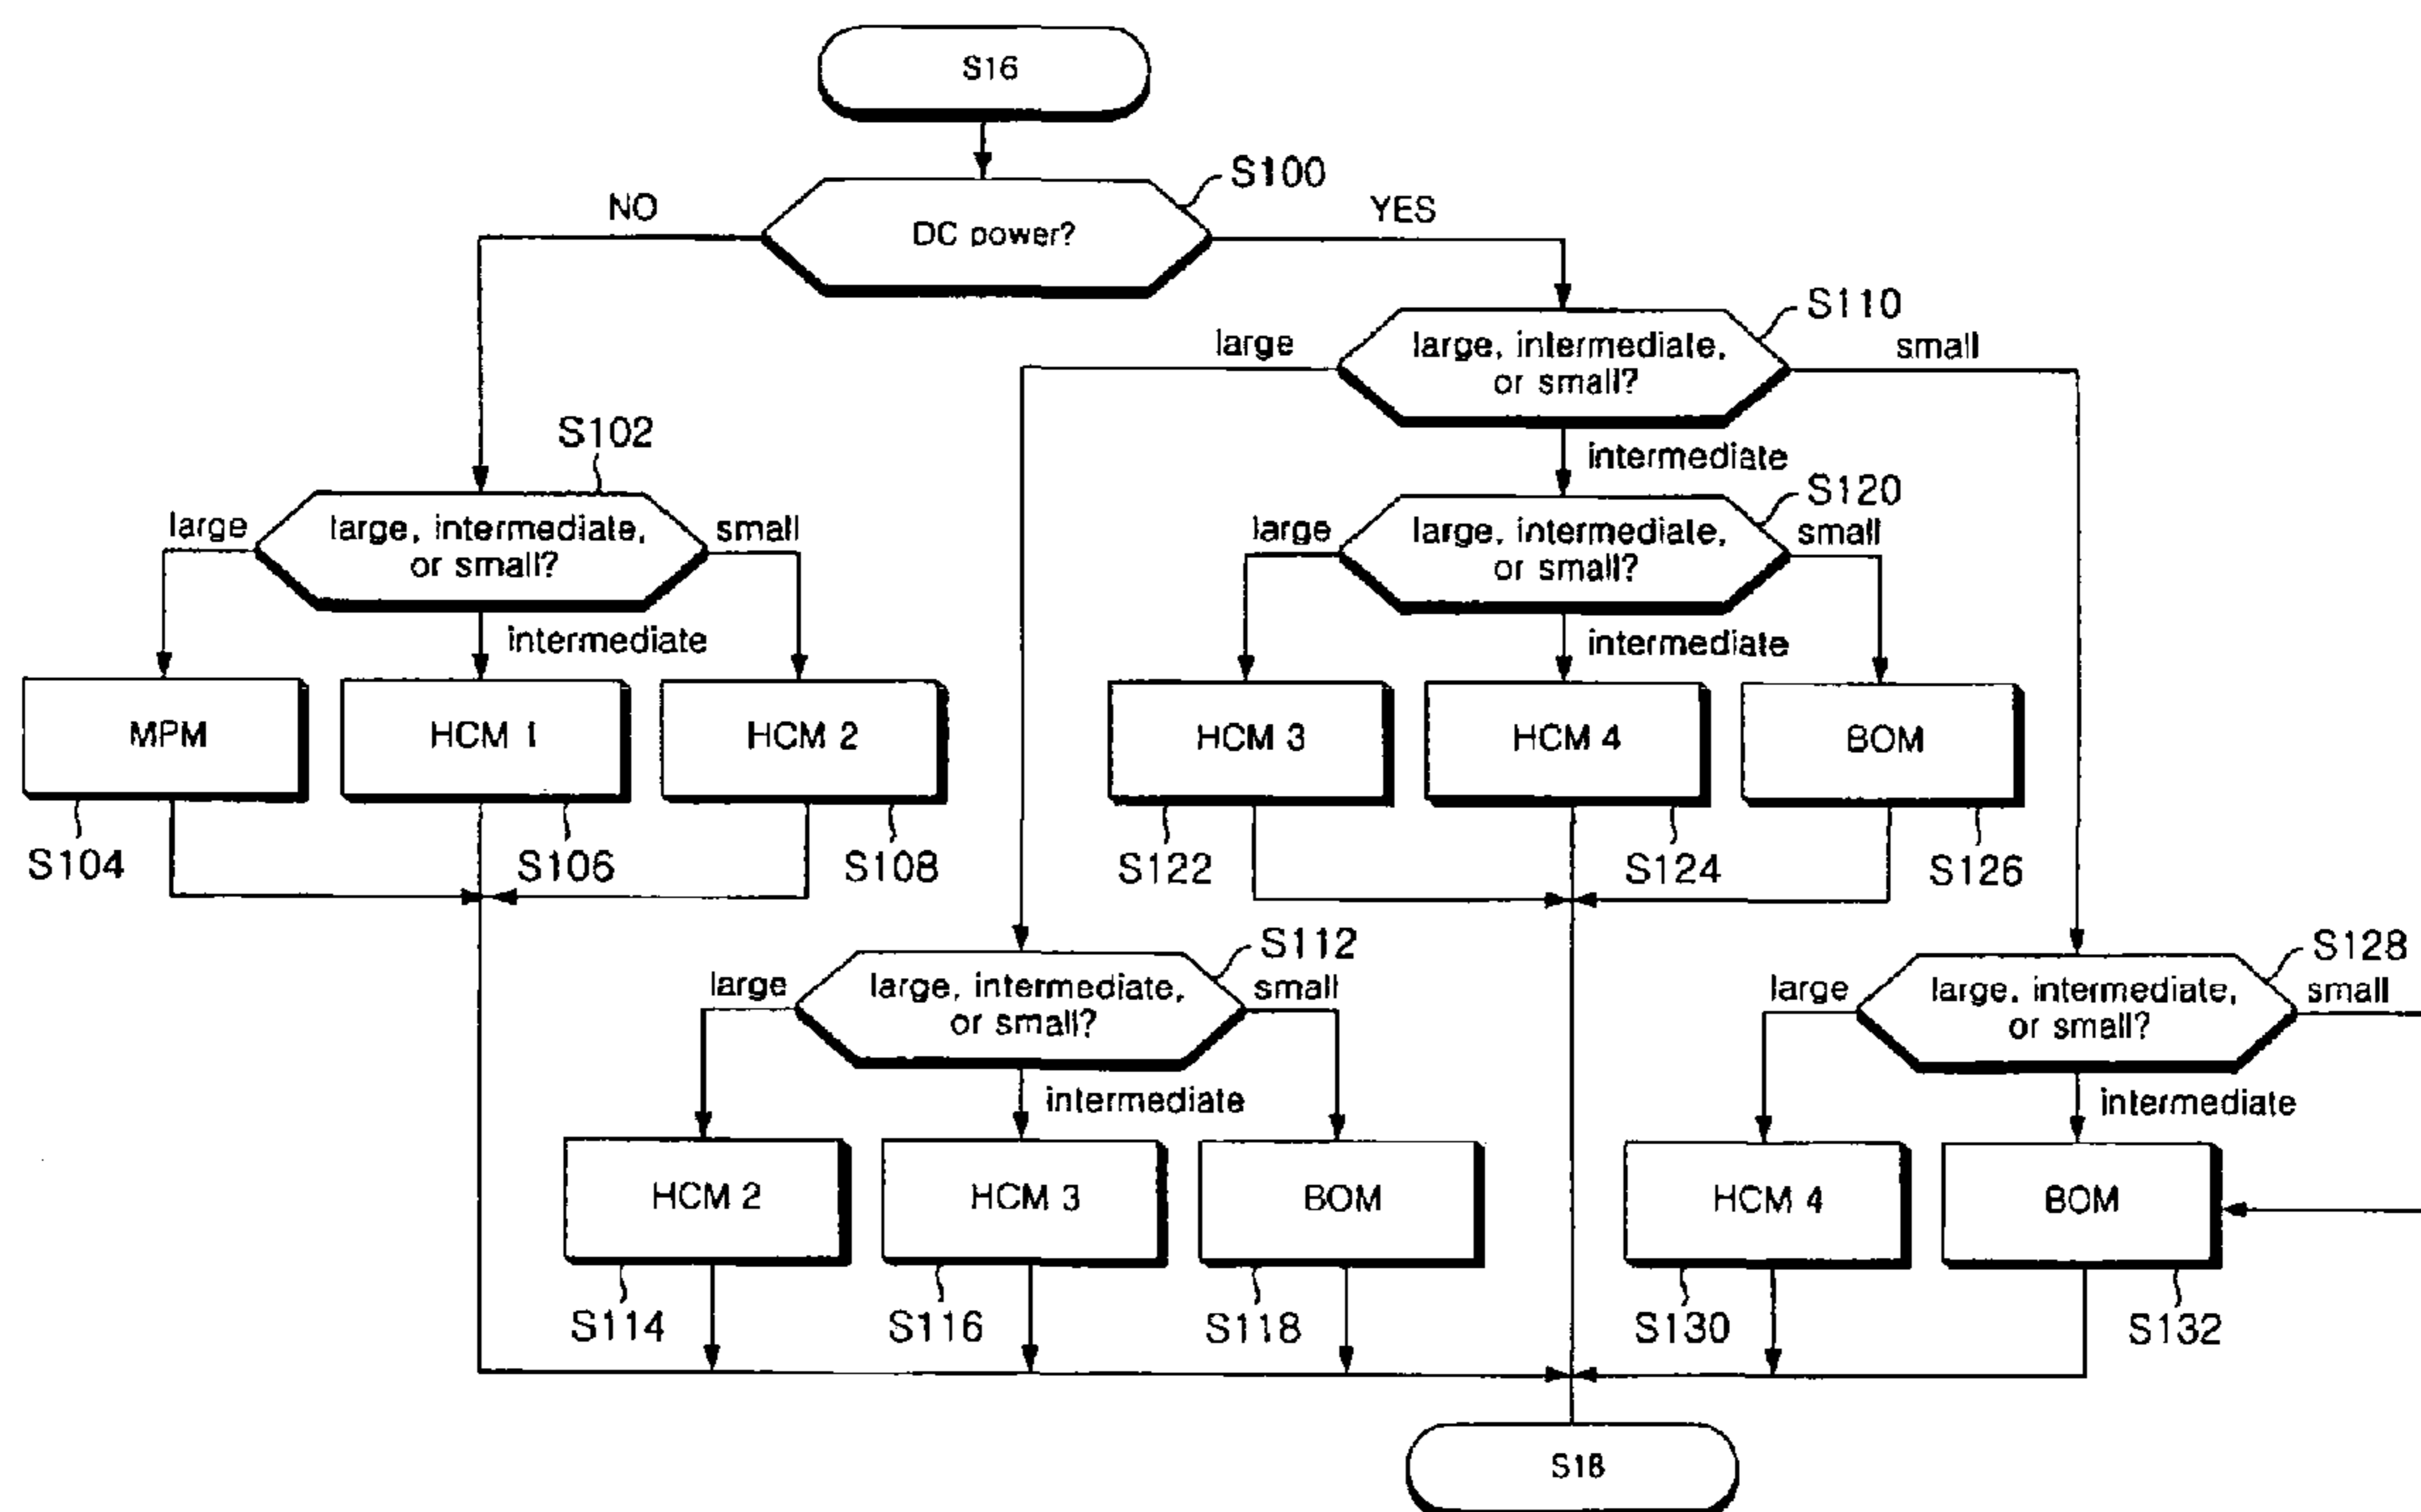 S16
S100
NO
YES
DC power?
S110
large
large, intermediate,
or small?
small
S102
intermediate
S120
large
large, intermediate,
or small?
small
large
large, intermediate,
or small?
small
intermediate
intermediate
MPM
HCM 1
HCM 2
HCM 3
HCM 4
BOM
S104
S106
S108
S122
S124
S126
S112
S128
large
large, intermediate,
or small?
small
large
large, intermediate,
or small?
small
intermediate
intermediate
HCM 2
HCM 3
BOM
HCM 4
BOM
S114
S116
S118
S130
S132
S18